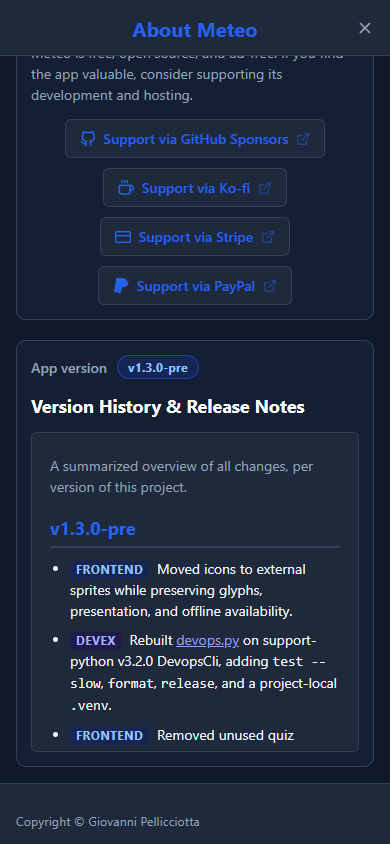 About Meteo
Meteo is free, open source, and ad-free. If you find
the app valuable, consider supporting its
development and hosting.
Support via GitHub Sponsors
Support via Ko-fi
Support via Stripe
Support via PayPal
App version v1.3.0-pre
Version History & Release Notes
A summarized overview of all changes, per
version of this project.
v1.3.0-pre
• FRONTEND Moved icons to external
sprites while preserving glyphs,
presentation, and offline availability.
• DEVEX Rebuilt devops.py on support-
python v3.2.0 DevopsCli, adding test --
slow, format, release, and a project-local
.venv.
• FRONTEND Removed unused quiz
Copyright © Giovanni Pellicciotta